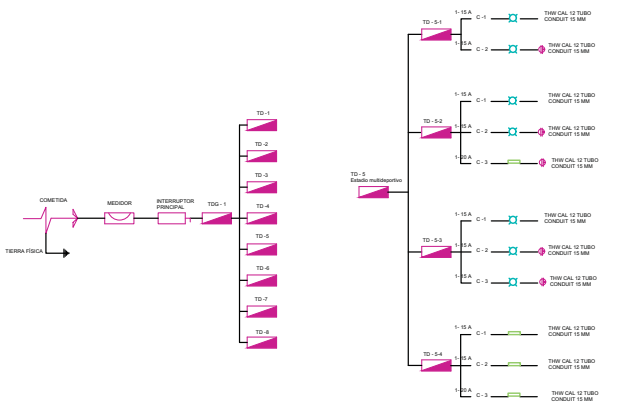 COMETIDA
TIERRA FÍSICA
MEDIDOR
INTERRUPTOR
PRINCIPAL
TDG - 1
TD -1
TD -2
TD -3
TD -4
TD -5
TD -6
TD -7
TD -8
TD - 5
Estadio multideportivo
TD - 5-1
1- 15 A
C -1
THW CAL 12 TUBO
CONDUIT 15 MM
1- 15 A
C - 2
THW CAL 12 TUBO
CONDUIT 15 MM
TD - 5-2
1- 15 A
C -1
THW CAL 12 TUBO
CONDUIT 15 MM
1- 15 A
C - 2
THW CAL 12 TUBO
CONDUIT 15 MM
1- 20 A
C - 3
THW CAL 12 TUBO
CONDUIT 15 MM
TD - 5-3
1- 15 A
C -1
THW CAL 12 TUBO
CONDUIT 15 MM
1- 15 A
C - 2
THW CAL 12 TUBO
CONDUIT 15 MM
1- 15 A
C - 3
THW CAL 12 TUBO
CONDUIT 15 MM
TD - 5-4
1- 15 A
C -1
THW CAL 12 TUBO
CONDUIT 15 MM
1- 15 A
C - 2
THW CAL 12 TUBO
CONDUIT 15 MM
1- 20 A
C - 3
THW CAL 12 TUBO
CONDUIT 15 MM